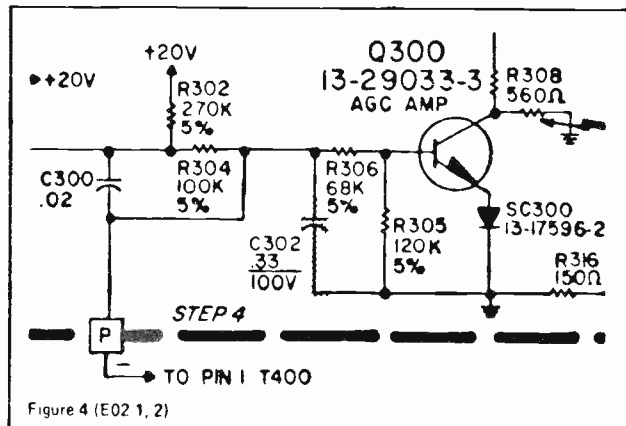 +20V
+20V
R302
270K
5%
Q300
13-29033-3
AGC AMP
R308
560Ω
C300
.02
R304
100K
5%
R306
68K
5%
SC300
13-17596-2
C302
.33
100V
R305
120K
5%
R316
150Ω
STEP 4
P
–
TO PIN 1 T400
Figure 4 (E02 1, 2)